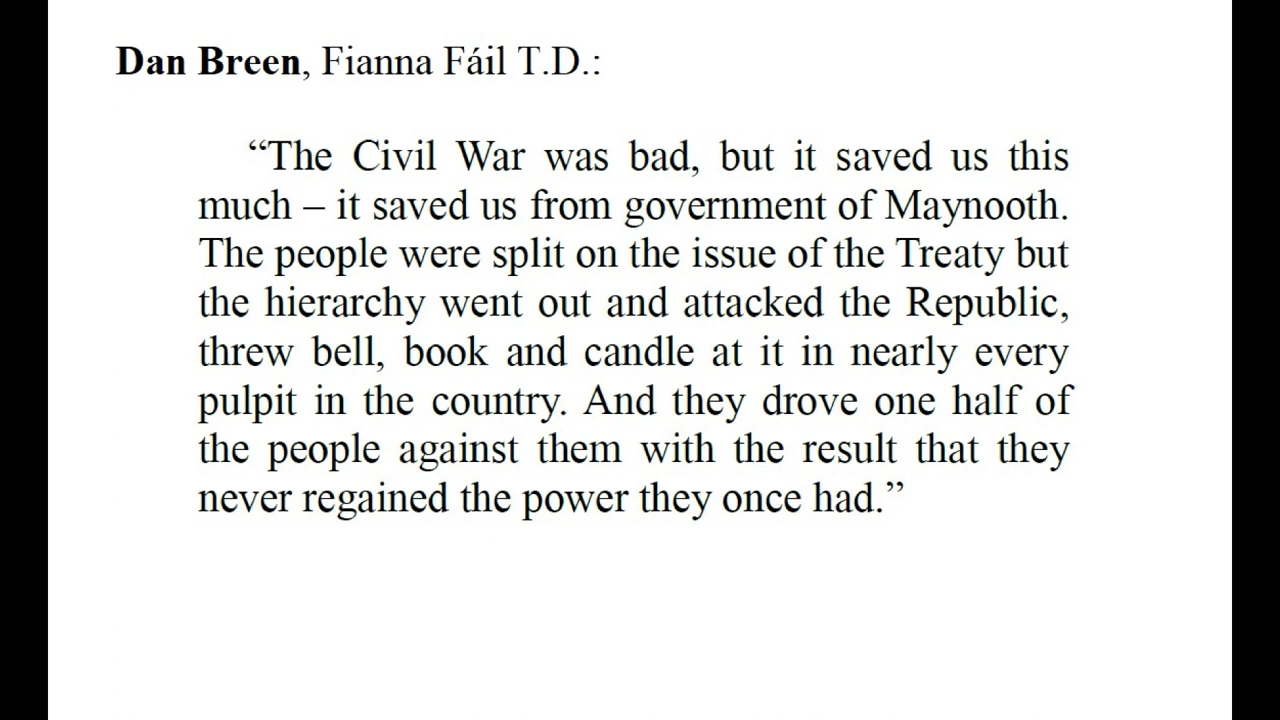 Dan Breen, Fianna Fáil T.D.:
“The Civil War was bad, but it saved us this
much – it saved us from government of Maynooth.
The people were split on the issue of the Treaty but
the hierarchy went out and attacked the Republic,
threw bell, book and candle at it in nearly every
pulpit in the country. And they drove one half of
the people against them with the result that they
never regained the power they once had.”